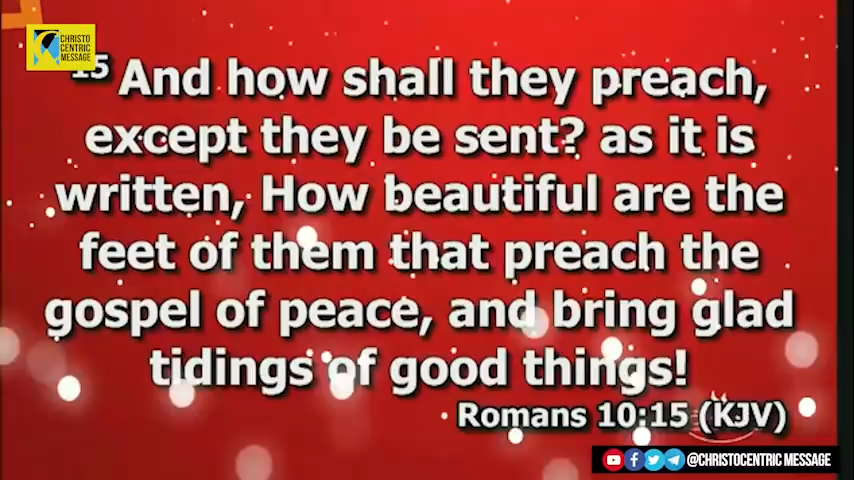 CHRISTO
CENTRIC
MESSAGE
15 And how shall they preach,
except they be sent? as it is
written, How beautiful are the
feet of them that preach the
gospel of peace, and bring glad
tidings of good things!
Romans 10:15 (KJV)
@CHRISTOCENTRIC MESSAGE